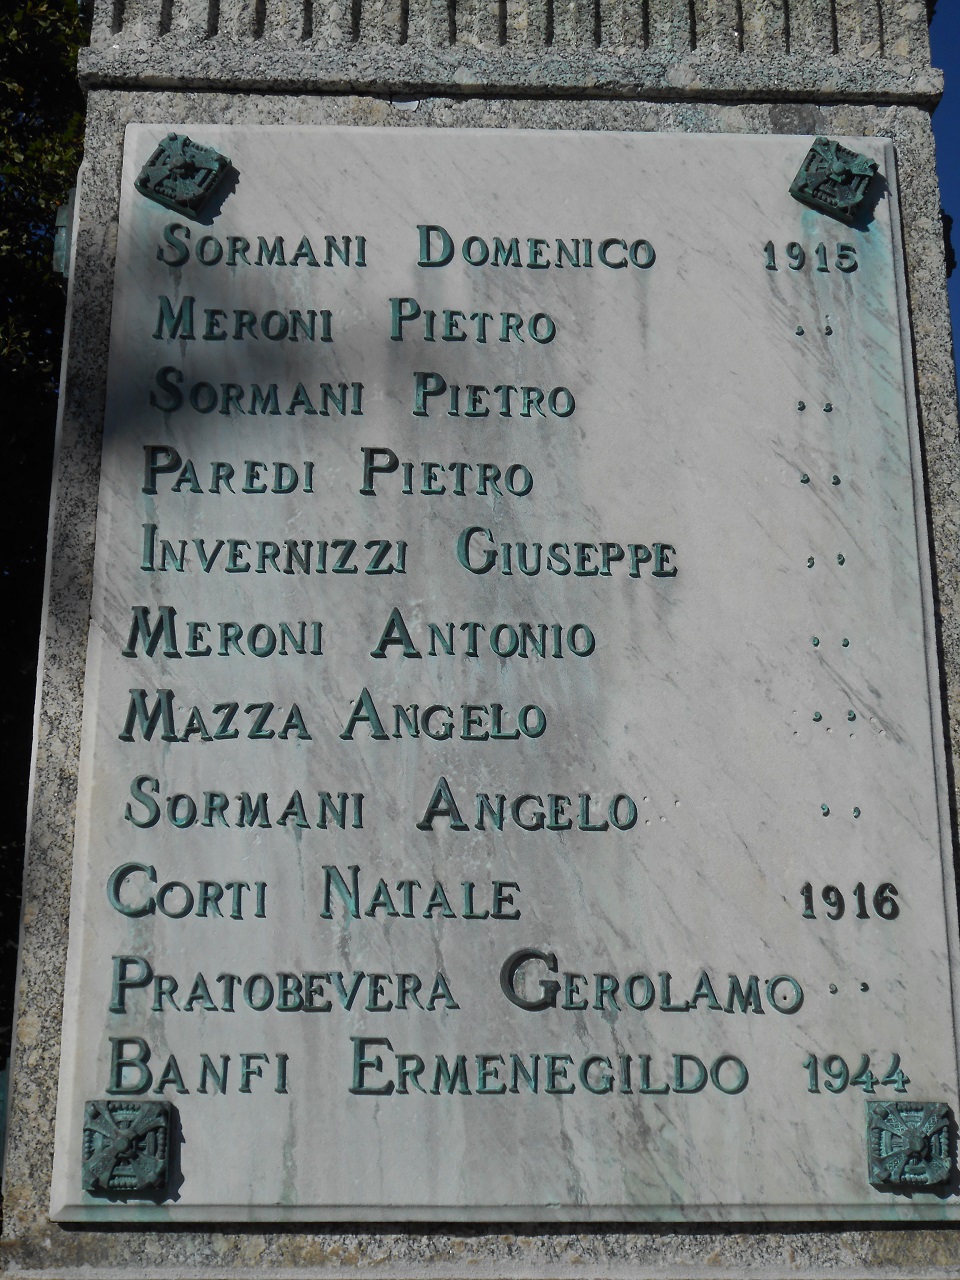 SORMANI DOMENICO 1915
MERONI PIETRO ,,
SORMANI PIETRO ,,
PAREDI PIETRO ,,
INVERNIZZI GIUSEPPE ,,
MERONI ANTONIO ,,
MAZZA ANGELO ,,
SORMANI ANGELO ,,
CORTI NATALE 1916
PRATOBEVERA GEROLAMO ,,
BANFI ERMENEGILDO 1944